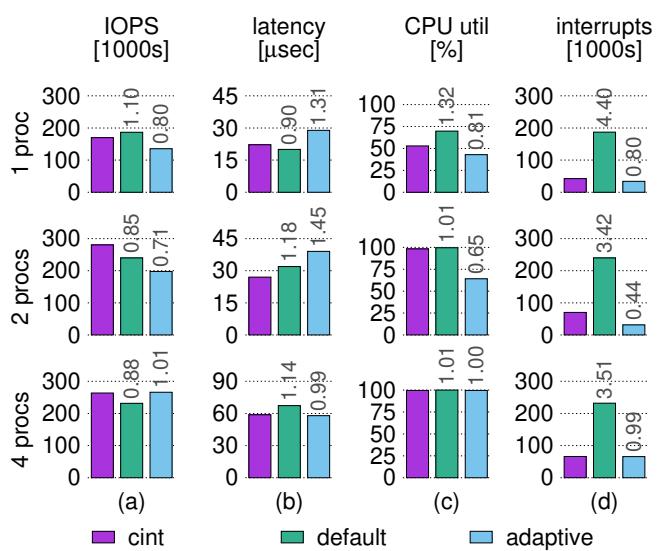 IOPS latency CPU util interrupts
[1000s] [μsec] [%] [1000s]
1 proc
300 200 100 0
1.10 0.80
45 30 15 0
0.90 1.31
100 75 50 25 0
1.32 0.81
300 200 100 0
4.40 0.80
2 procs
300 200 100 0
0.85 0.71
45 30 15 0
1.18 1.45
100 75 50 25 0
1.01 0.65
300 200 100 0
3.42 0.44
4 procs
300 200 100 0
0.88 1.01
90 60 30 0
1.14 0.99
100 75 50 25 0
1.01 1.00
300 200 100 0
3.51 0.99
(a) (b) (c) (d)
cint default adaptive